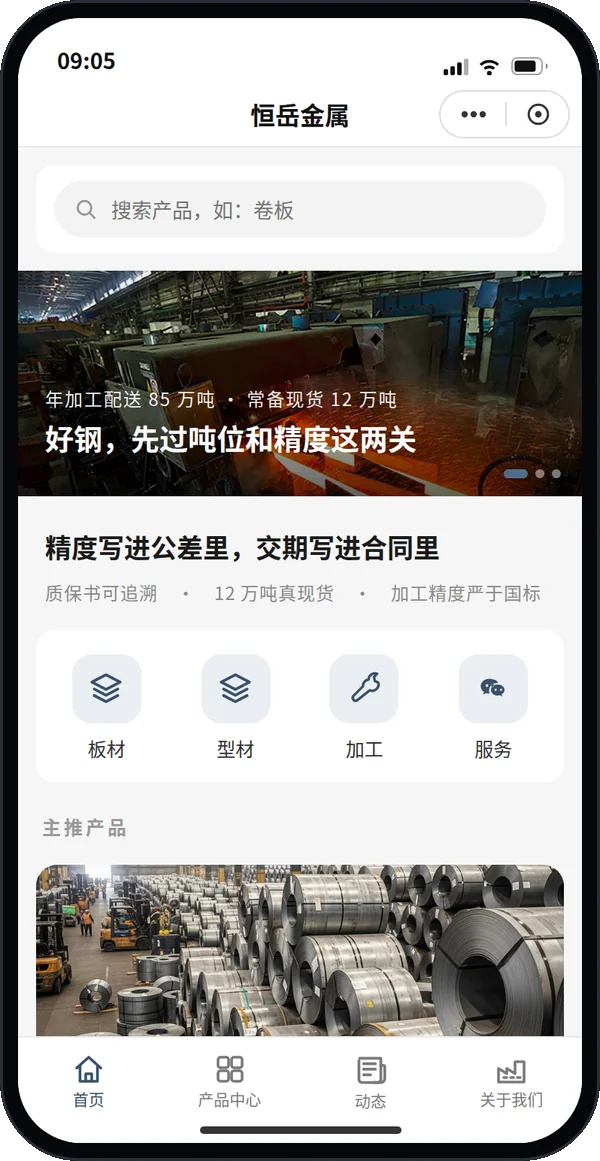 09:05
恒岳金属
搜索产品，如：卷板
年加工配送 85 万吨 · 常备现货 12 万吨
好钢，先过吨位和精度这两关
精度写进公差里，交期写进合同里
质保书可追溯 · 12 万吨真现货 · 加工精度严于国标
板材 型材 加工 服务
主推产品
首页 产品中心 动态 关于我们